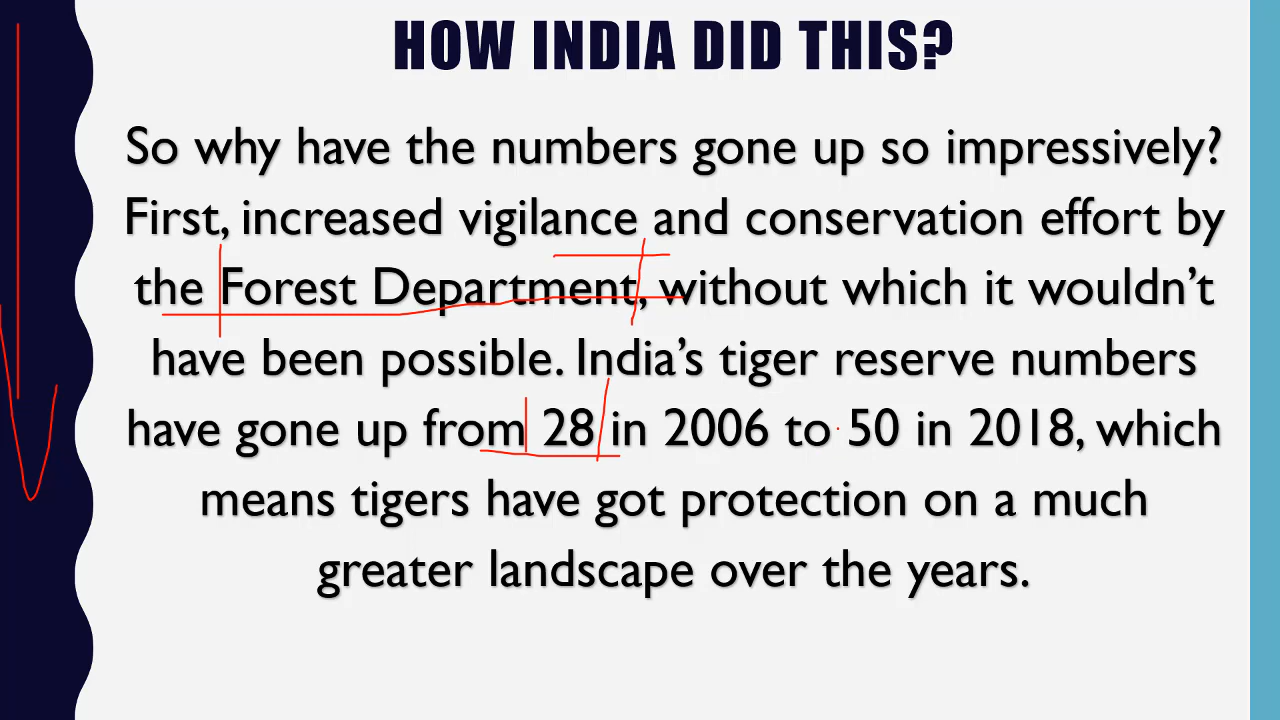 HOW INDIA DID THIS?
So why have the numbers gone up so impressively?
First, increased vigilance and conservation effort by
the Forest Department, without which it wouldn’t
have been possible. India’s tiger reserve numbers
have gone up from 28 in 2006 to 50 in 2018, which
means tigers have got protection on a much
greater landscape over the years.